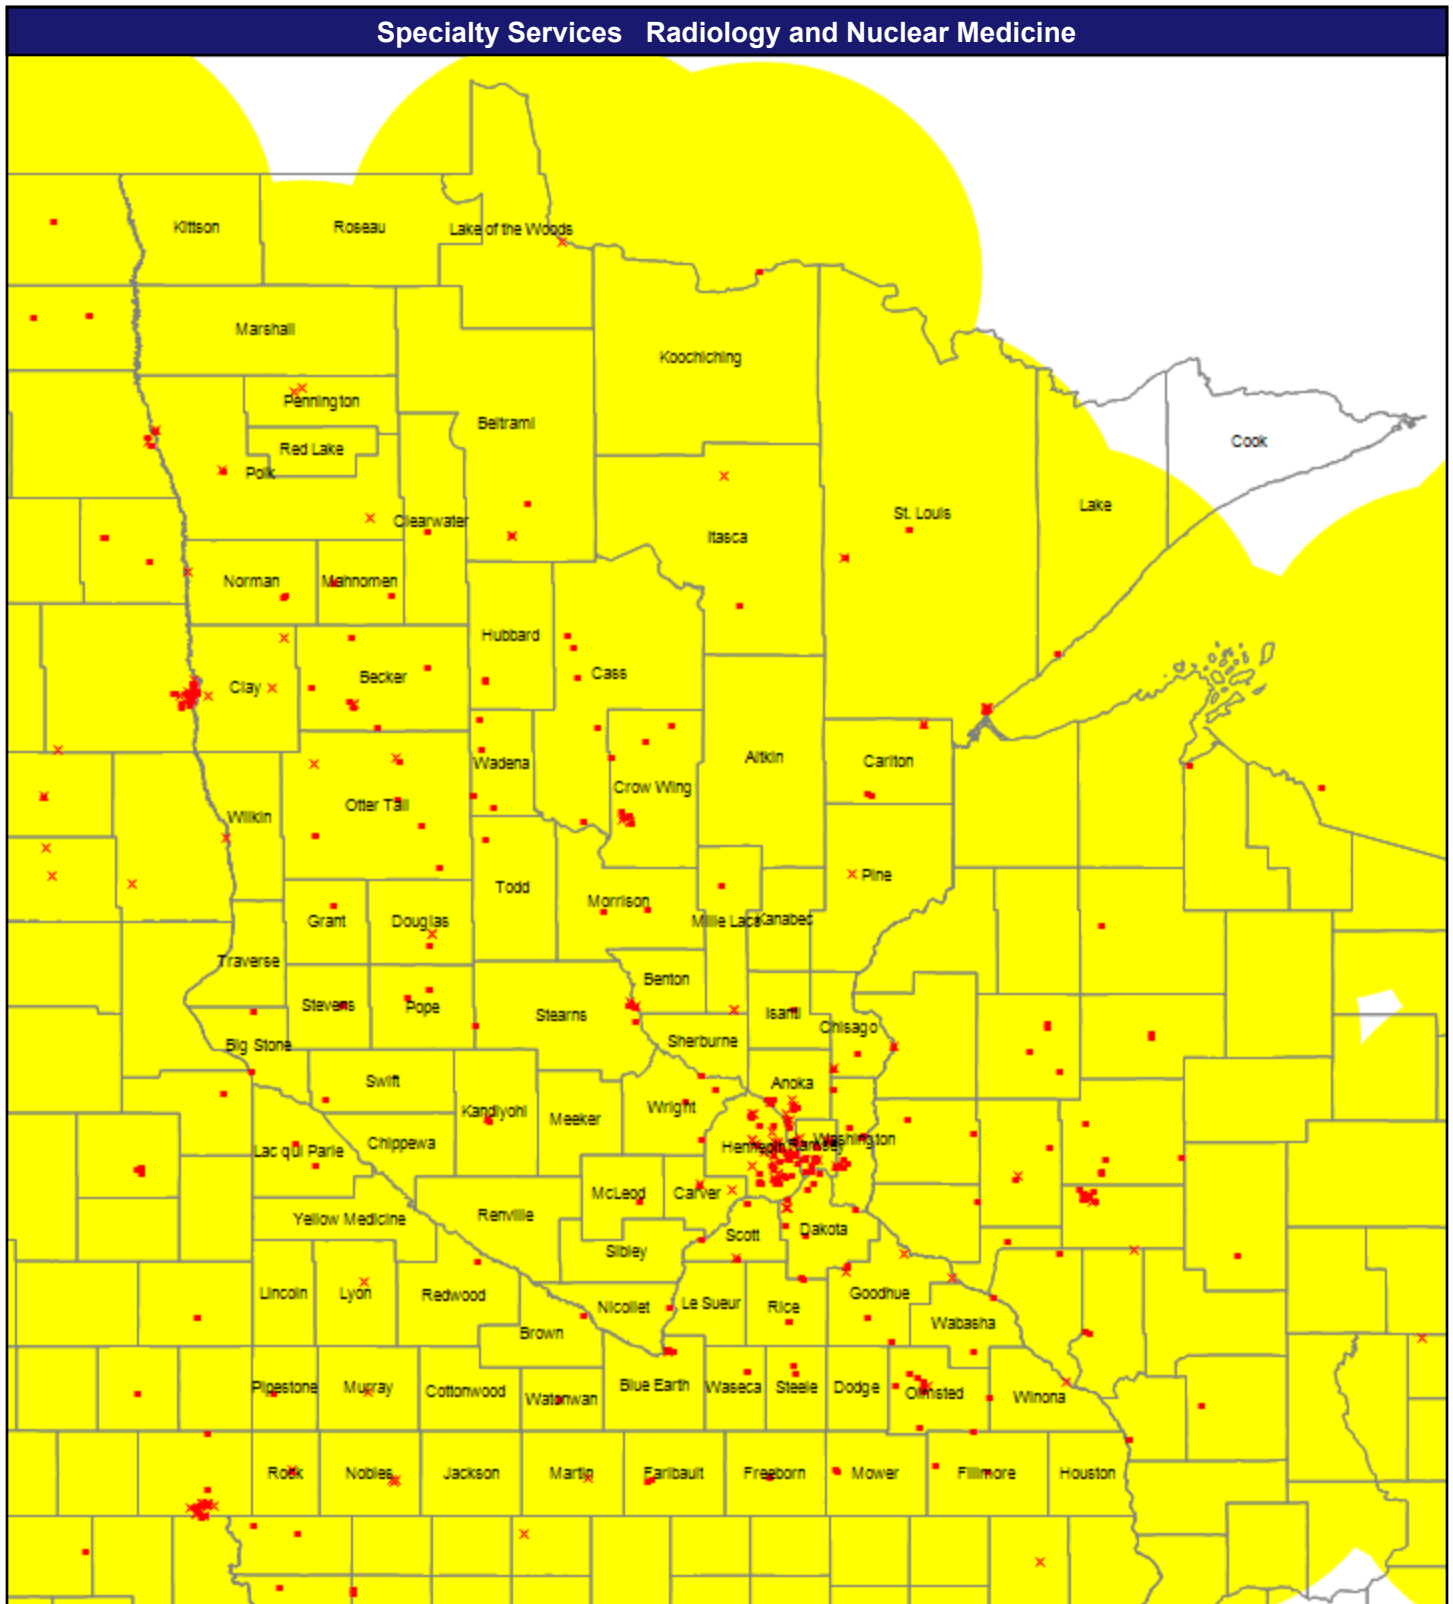 Specialty Services   Radiology and Nuclear Medicine
Kittson
Roseau
Lake of the Woods
Marshall
Koochiching
Pennington
Beltrami
Cook
Red Lake
Polk
Lake
St. Louis
Clearwater
Itasca
Norman
Mahnomen
Hubbard
Cass
Becker
Clay
Aitkin
Carlton
Wadena
Crow Wing
Otter Tail
Wilkin
Pine
Todd
Morrison
Grant
Douglas
Mille Lacs
Kanabec
Traverse
Benton
Stevens
Pope
Stearns
Isanti
Chisago
Sherburne
Big Stone
Swift
Anoka
Kandiyohi
Meeker
Wright
Chippewa
Washington
Hennepin
Ramsey
Lac qui Parle
McLeod
Carver
Yellow Medicine
Renville
Scott
Dakota
Sibley
Lincoln
Lyon
Redwood
Nicollet
Le Sueur
Rice
Goodhue
Wabasha
Brown
Pipestone
Murray
Cottonwood
Watonwan
Blue Earth
Waseca
Steele
Dodge
Olmsted
Winona
Rock
Nobles
Jackson
Martin
Faribault
Freeborn
Mower
Fillmore
Houston